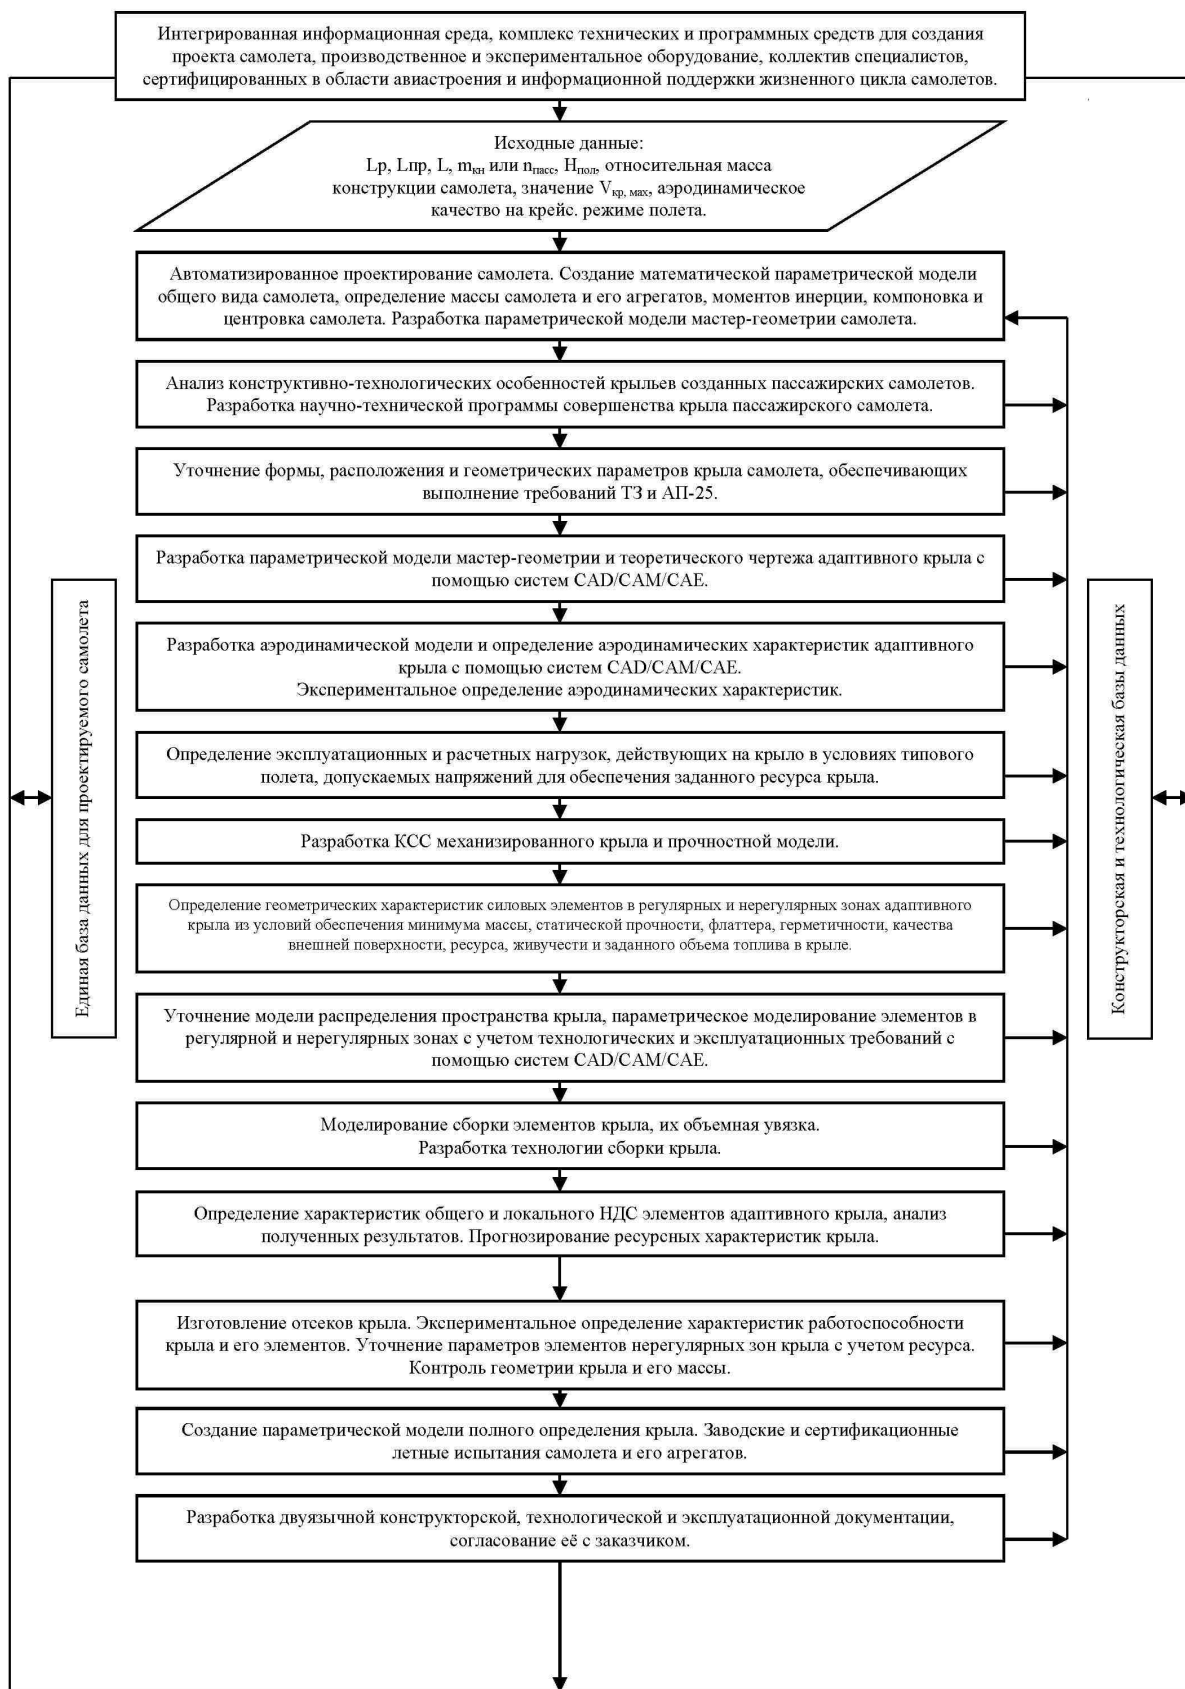 Интегрированная информационная среда, комплекс технических и программных средств для создания
проекта самолета, производственное и экспериментальное оборудование, коллектив специалистов,
сертифицированных в области авиастроения и информационной поддержки жизненного цикла самолетов.
Исходные данные:
Lр, Lпр, L, mкн или nпасс, Hпол, относительная масса
конструкции самолета, значение Vкр, мах, аэродинамическое
качество на крейс. режиме полета.
Автоматизированное проектирование самолета. Создание математической параметрической модели
общего вида самолета, определение массы самолета и его агрегатов, моментов инерции, компоновка и
центровка самолета. Разработка параметрической модели мастер-геометрии самолета.
Анализ конструктивно-технологических особенностей крыльев созданных пассажирских самолетов.
Разработка научно-технической программы совершенства крыла пассажирского самолета.
Уточнение формы, расположения и геометрических параметров крыла самолета, обеспечивающих
выполнение требований ТЗ и АП-25.
Разработка параметрической модели мастер-геометрии и теоретического чертежа адаптивного крыла с
помощью систем CAD/CAM/CAE.
Разработка аэродинамической модели и определение аэродинамических характеристик адаптивного
крыла с помощью систем CAD/CAM/CAE.
Экспериментальное определение аэродинамических характеристик.
Определение эксплуатационных и расчетных нагрузок, действующих на крыло в условиях типового
полета, допускаемых напряжений для обеспечения заданного ресурса крыла.
Разработка КСС механизированного крыла и прочностной модели.
Определение геометрических характеристик силовых элементов в регулярных и нерегулярных зонах адаптивного
крыла из условий обеспечения минимума массы, статической прочности, флаттера, герметичности, качества
внешней поверхности, ресурса, живучести и заданного объема топлива в крыле.
Уточнение модели распределения пространства крыла, параметрическое моделирование элементов в
регулярной и нерегулярных зонах с учетом технологических и эксплуатационных требований с
помощью систем CAD/CAM/CAE.
Моделирование сборки элементов крыла, их объемная увязка.
Разработка технологии сборки крыла.
Определение характеристик общего и локального НДС элементов адаптивного крыла, анализ
полученных результатов. Прогнозирование ресурсных характеристик крыла.
Изготовление отсеков крыла. Экспериментальное определение характеристик работоспособности
крыла и его элементов. Уточнение параметров элементов нерегулярных зон крыла с учетом ресурса.
Контроль геометрии крыла и его массы.
Создание параметрической модели полного определения крыла. Заводские и сертификационные
летные испытания самолета и его агрегатов.
Разработка двуязычной конструкторской, технологической и эксплуатационной документации,
согласование её с заказчиком.
Единая база данных для проектируемого самолета
Конструкторская и технологическая базы данных